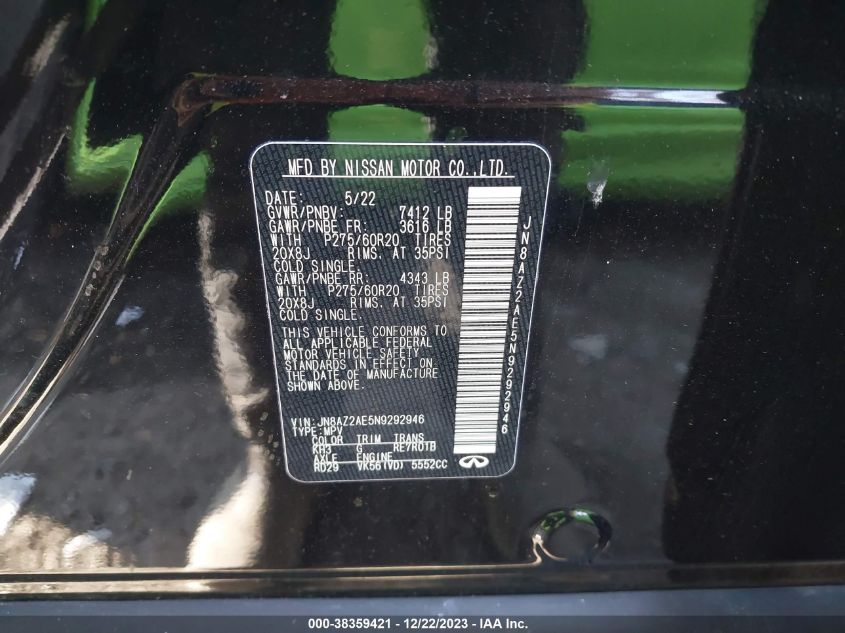 MFD BY NISSAN MOTOR CO.,LTD.
DATE: 5/22
GVWR/PNBV: 7412 LB
GAWR/PNBE FR: 3616 LB
WITH P275/60R20 TIRES
20X8J RIMS. AT 35PSI
COLD SINGLE.
GAWR/PNBE RR: 4343 LB
WITH P275/60R20 TIRES
20X8J RIMS. AT 35PSI
COLD SINGLE.
THIS VEHICLE CONFORMS TO
ALL APPLICABLE FEDERAL
MOTOR VEHICLE SAFETY
STANDARDS IN EFFECT ON
THE DATE OF MANUFACTURE
SHOWN ABOVE.
VIN: JN8AZ2AE5N9292946
TYPE: MPV
COLOR TRIM TRANS
KH3 G RE7R01B
AXLE ENGINE
RD29 VK56(VD) 5552CC
JN8AZ2AE5N9292946
000-38359421 - 12/22/2023 - IAA Inc.